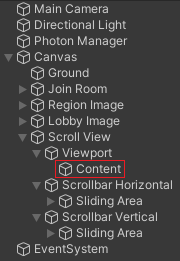 Main Camera
Directional Light
Photon Manager
Canvas
Ground
Join Room
Region Image
Lobby Image
Scroll View
Viewport
Content
Scrollbar Horizontal
Sliding Area
Scrollbar Vertical
Sliding Area
EventSystem